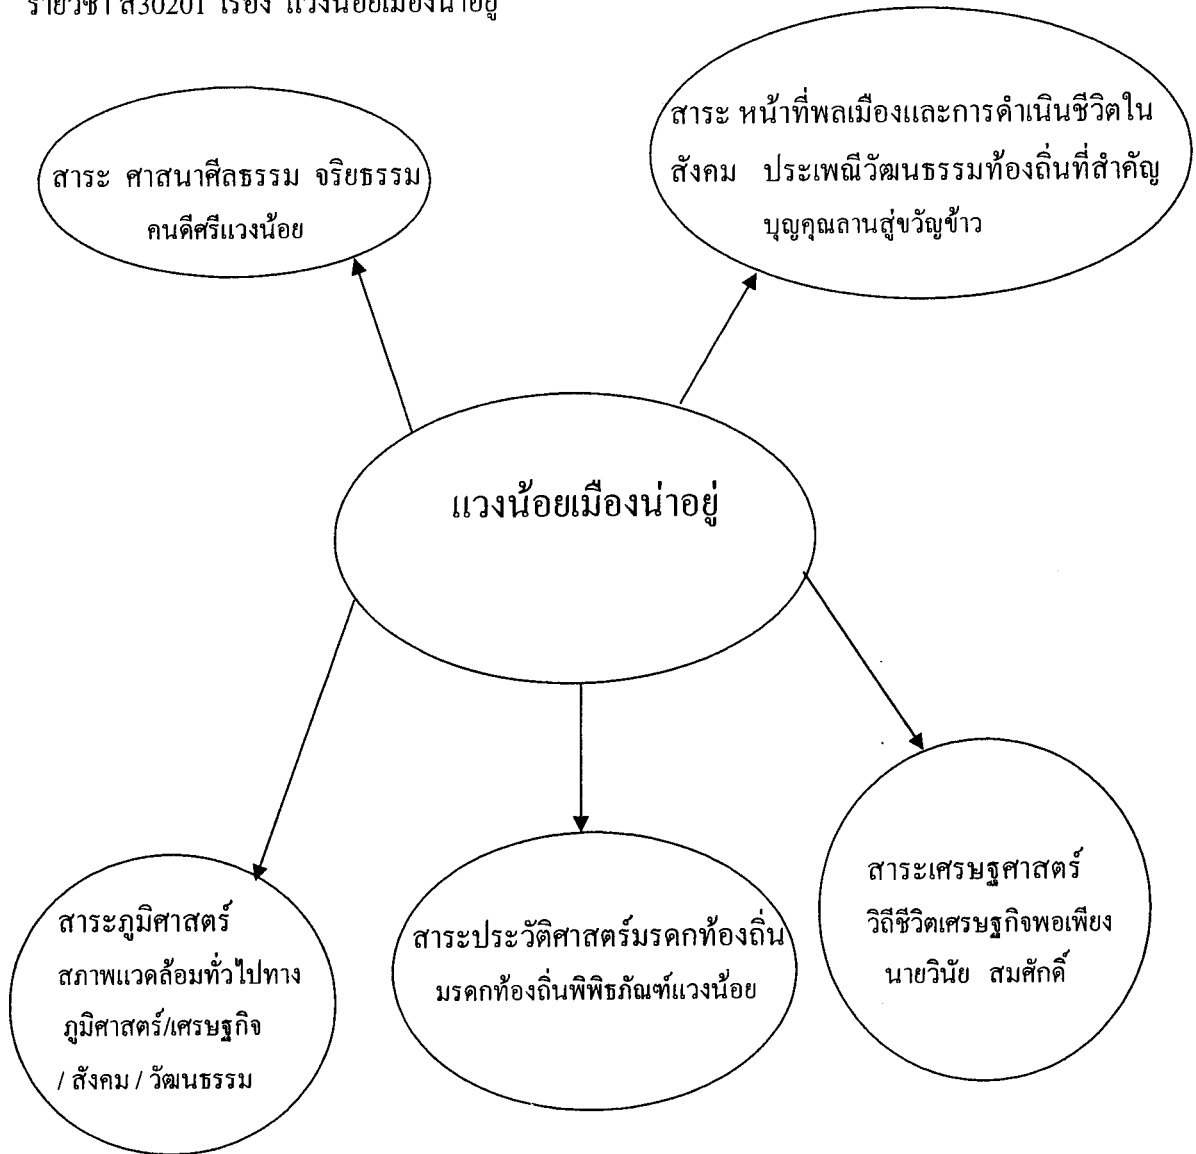 รายวิชา ส30201 เรื่อง แวงน้อยเมืองน่าอยู่
สาระ ศาสนาศีลธรรม จริยธรรม
คนดีศรีแวงน้อย
สาระ หน้าที่พลเมืองและการดำเนินชีวิตใน
สังคม ประเพณีวัฒนธรรมท้องถิ่นที่สำคัญ
บุญคุณลานสู่ขวัญข้าว
แวงน้อยเมืองน่าอยู่
สาระภูมิศาสตร์
สภาพแวดล้อมทั่วไปทาง
ภูมิศาสตร์/เศรษฐกิจ
/ สังคม / วัฒนธรรม
สาระประวัติศาสตร์มรดกท้องถิ่น
มรดกท้องถิ่นพิพิธภัณฑ์แวงน้อย
สาระเศรษฐศาสตร์
วิถีชีวิตเศรษฐกิจพอเพียง
นายวินัย สมศักดิ์